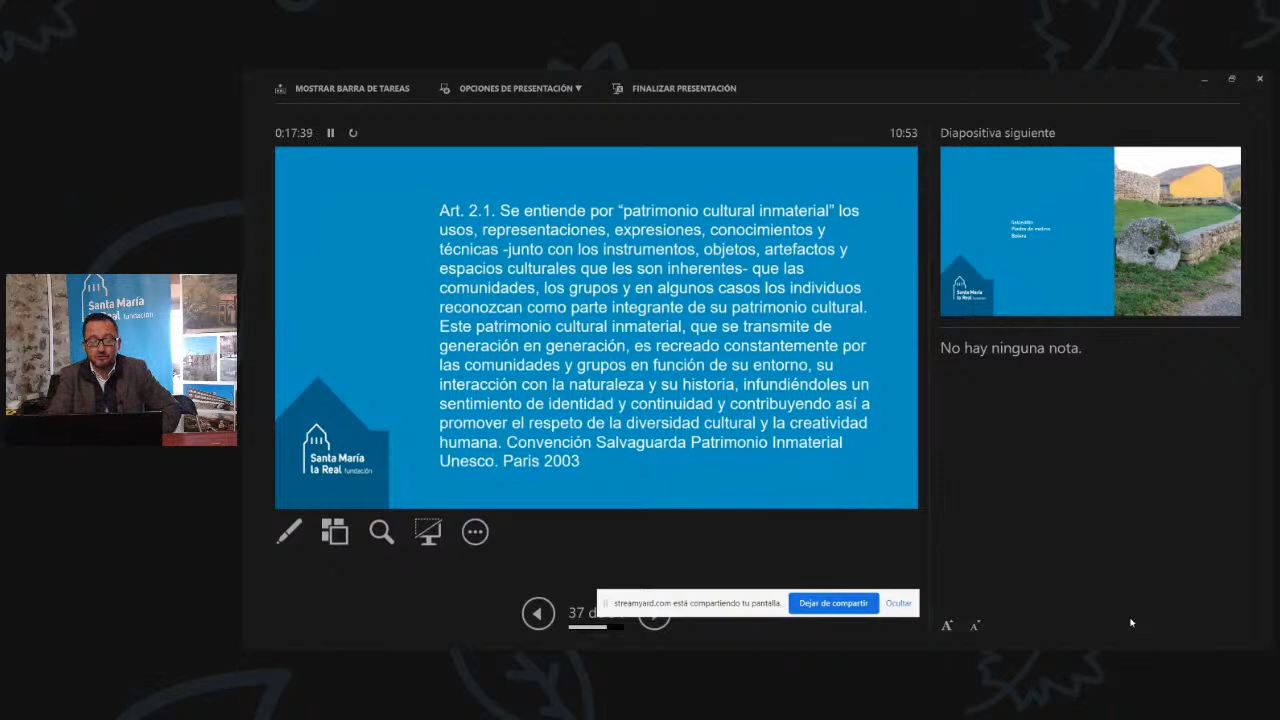 MOSTRAR BARRA DE TAREAS
OPCIONES DE PRESENTACIÓN ▼
FINALIZAR PRESENTACIÓN
0:17:39
10:53
Diapositiva siguiente
Art. 2.1. Se entiende por “patrimonio cultural inmaterial” los
usos, representaciones, expresiones, conocimientos y
técnicas -junto con los instrumentos, objetos, artefactos y
espacios culturales que les son inherentes- que las
comunidades, los grupos y en algunos casos los individuos
reconozcan como parte integrante de su patrimonio cultural.
Este patrimonio cultural inmaterial, que se transmite de
generación en generación, es recreado constantemente por
las comunidades y grupos en función de su entorno, su
interacción con la naturaleza y su historia, infundiéndoles un
sentimiento de identidad y continuidad y contribuyendo así a
promover el respeto de la diversidad cultural y la creatividad
humana. Convención Salvaguarda Patrimonio Inmaterial
Unesco. Paris 2003
Santa María
la Real fundación
Santa María
la Real fundación
No hay ninguna nota.
streamyard.com está compartiendo tu pantalla.
Dejar de compartir
Ocultar
37
A
A